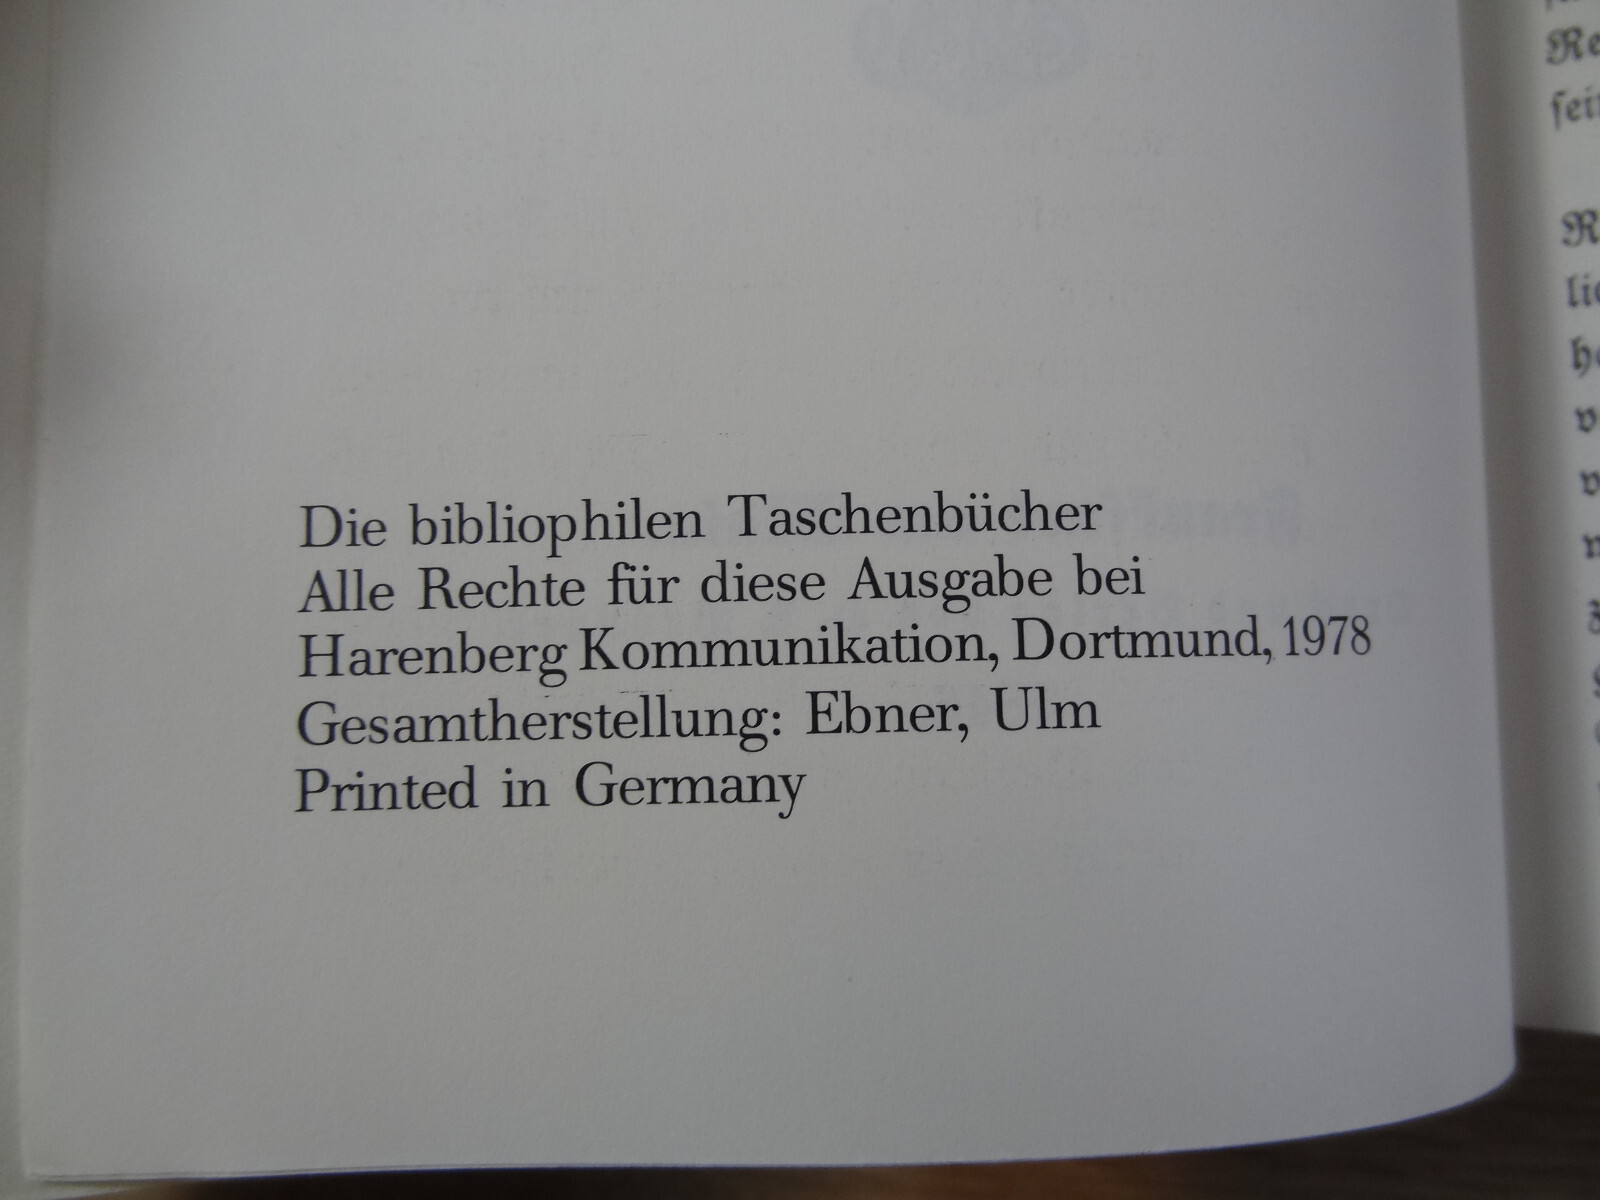 Die bibliophilen Taschenbücher
Alle Rechte für diese Ausgabe bei
Harenberg Kommunikation, Dortmund, 1978
Gesamtherstellung: Ebner, Ulm
Printed in Germany